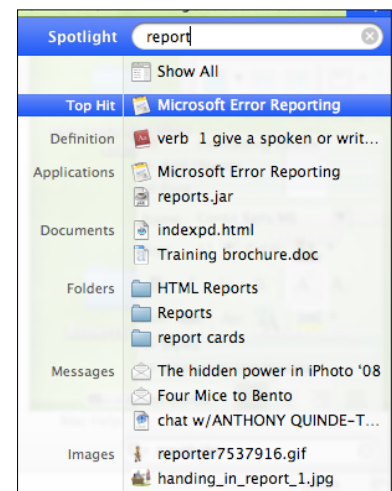 Spotlight report
Show All
Top Hit Microsoft Error Reporting
Definition verb 1 give a spoken or writ...
Applications Microsoft Error Reporting
reports.jar
Documents indexpd.html
Training brochure.doc
Folders HTML Reports
Reports
report cards
Messages The hidden power in iPhoto '08
Four Mice to Bento
chat w/ANTHONY QUINDE-T...
Images reporter7537916.gif
handing_in_report_1.jpg